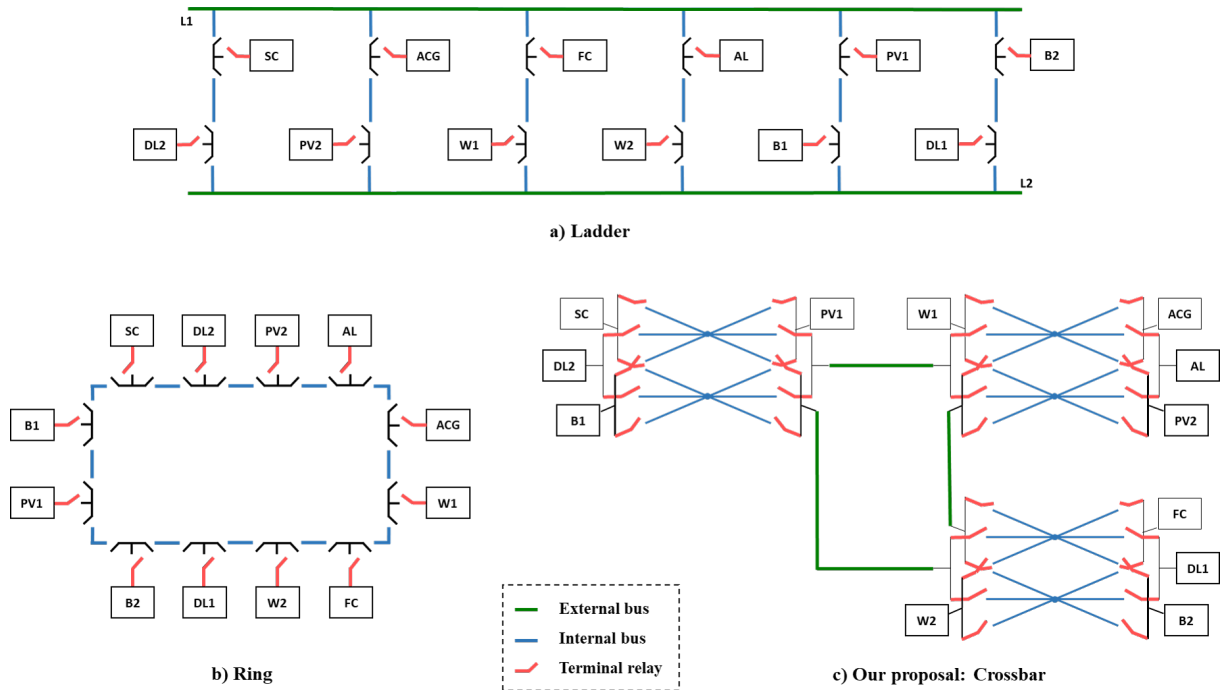 L1
SC
ACG
FC
AL
PV1
B2
DL2
PV2
W1
W2
B1
DL1
L2
a) Ladder
SC
DL2
PV2
AL
B1
ACG
PV1
W1
B2
DL1
W2
FC
b) Ring
SC
PV1
W1
ACG
DL2
AL
B1
PV2
FC
DL1
W2
B2
External bus
Internal bus
Terminal relay
c) Our proposal: Crossbar